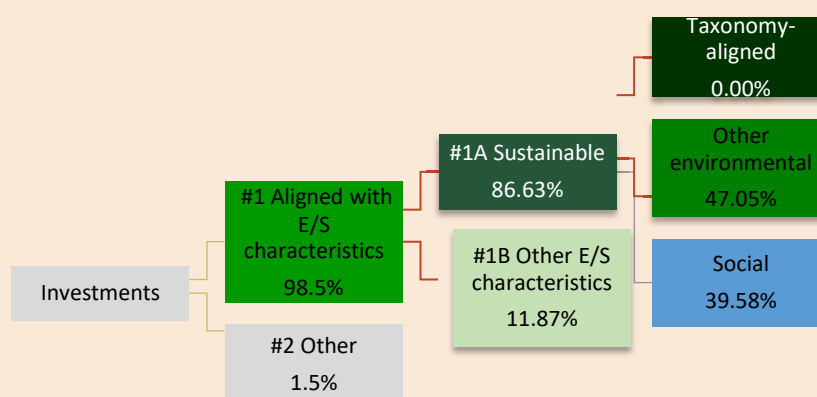 Investments
#1 Aligned with
E/S
characteristics
98.5%
#2 Other
1.5%
#1A Sustainable
86.63%
#1B Other E/S
characteristics
11.87%
Taxonomy-
aligned
0.00%
Other
environmental
47.05%
Social
39.58%